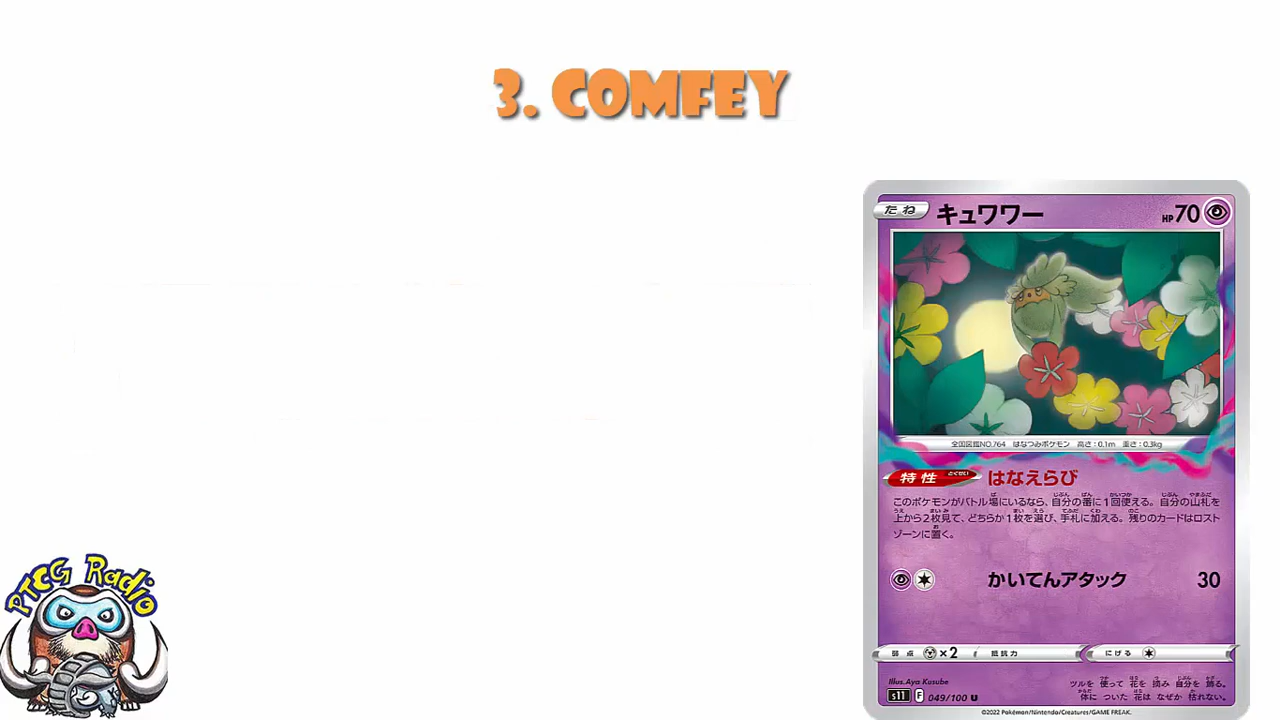 3. COMFEY
たね キュワワー HP 70
全国図鑑NO.764 はなつみポケモン 高さ:0.1m 重さ:0.3kg
特性 とくせい はなえらび
このポケモンがバトル場にいるなら、自分の番に1回使える。自分の山札を
上から2枚見て、どちらか1枚を選び、手札に加える。残りのカードはロスト
ゾーンに置く。
かいてんアタック 30
弱点 ×2 抵抗力 にげる
Illus.Aya Kusube
s11 F 049/100 U
ツルを使って花を摘み自分を飾る。
体についた花はなぜか枯れない。
©2022 Pokémon/Nintendo/Creatures/GAME FREAK.
PTCG Radio